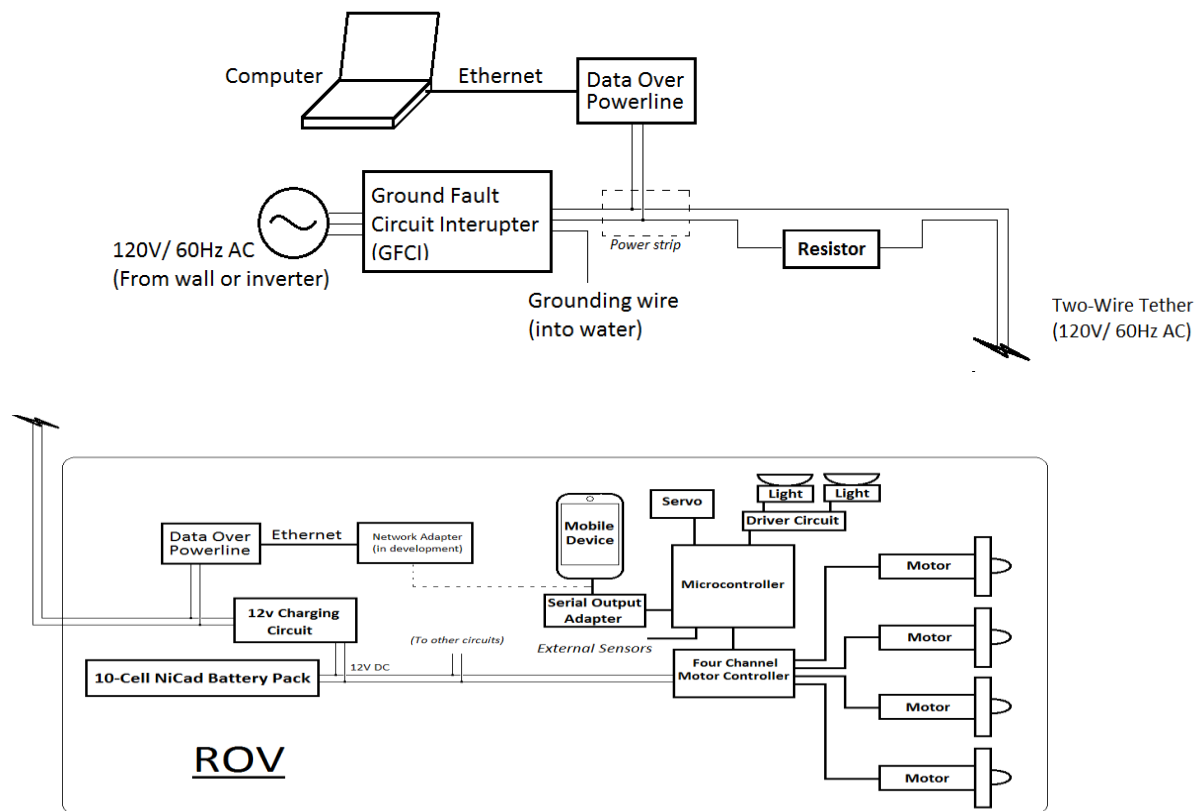 Computer
Ethernet
Data Over
Powerline
Ground Fault
Circuit Interupter
(GFCI)
120V/ 60Hz AC
(From wall or inverter)
Power strip
Resistor
Grounding wire
(into water)
Two-Wire Tether
(120V/ 60Hz AC)
Data Over
Powerline
Ethernet
Network Adapter
(in development)
Mobile
Device
Servo
Light
Light
Driver Circuit
Microcontroller
Serial Output
Adapter
12v Charging
Circuit
(To other circuits)
External Sensors
12V DC
10-Cell NiCad Battery Pack
Four Channel
Motor Controller
Motor
Motor
Motor
Motor
ROV